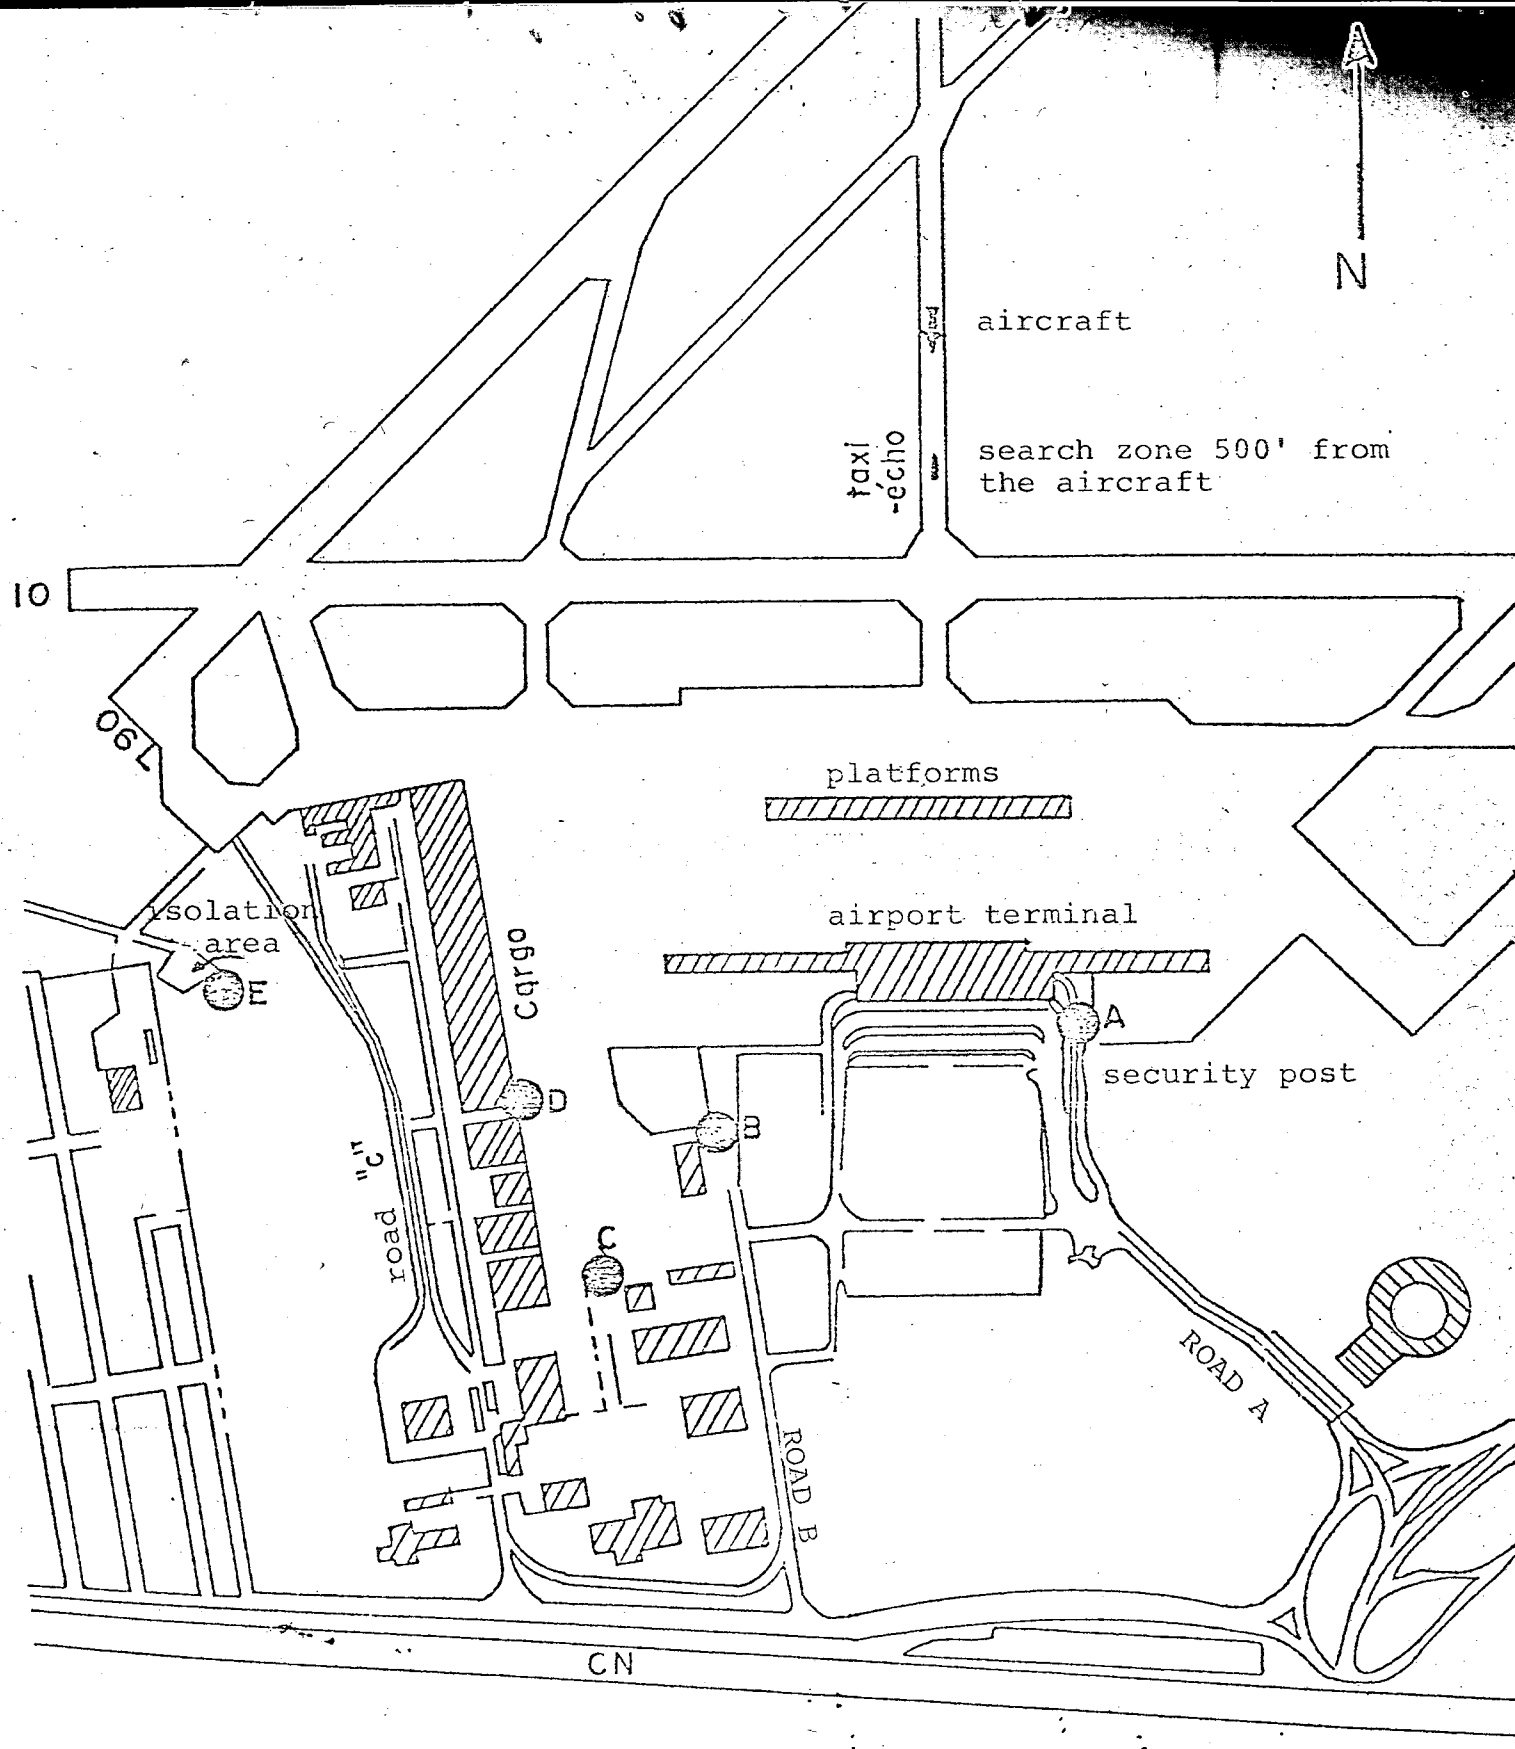 N
aircraft
taxi
-écho
search zone 500' from
the aircraft
10
190
platforms
isolation
area
airport terminal
Cargo
E
A
security post
D
B
road "C"
C
ROAD A
ROAD B
CN